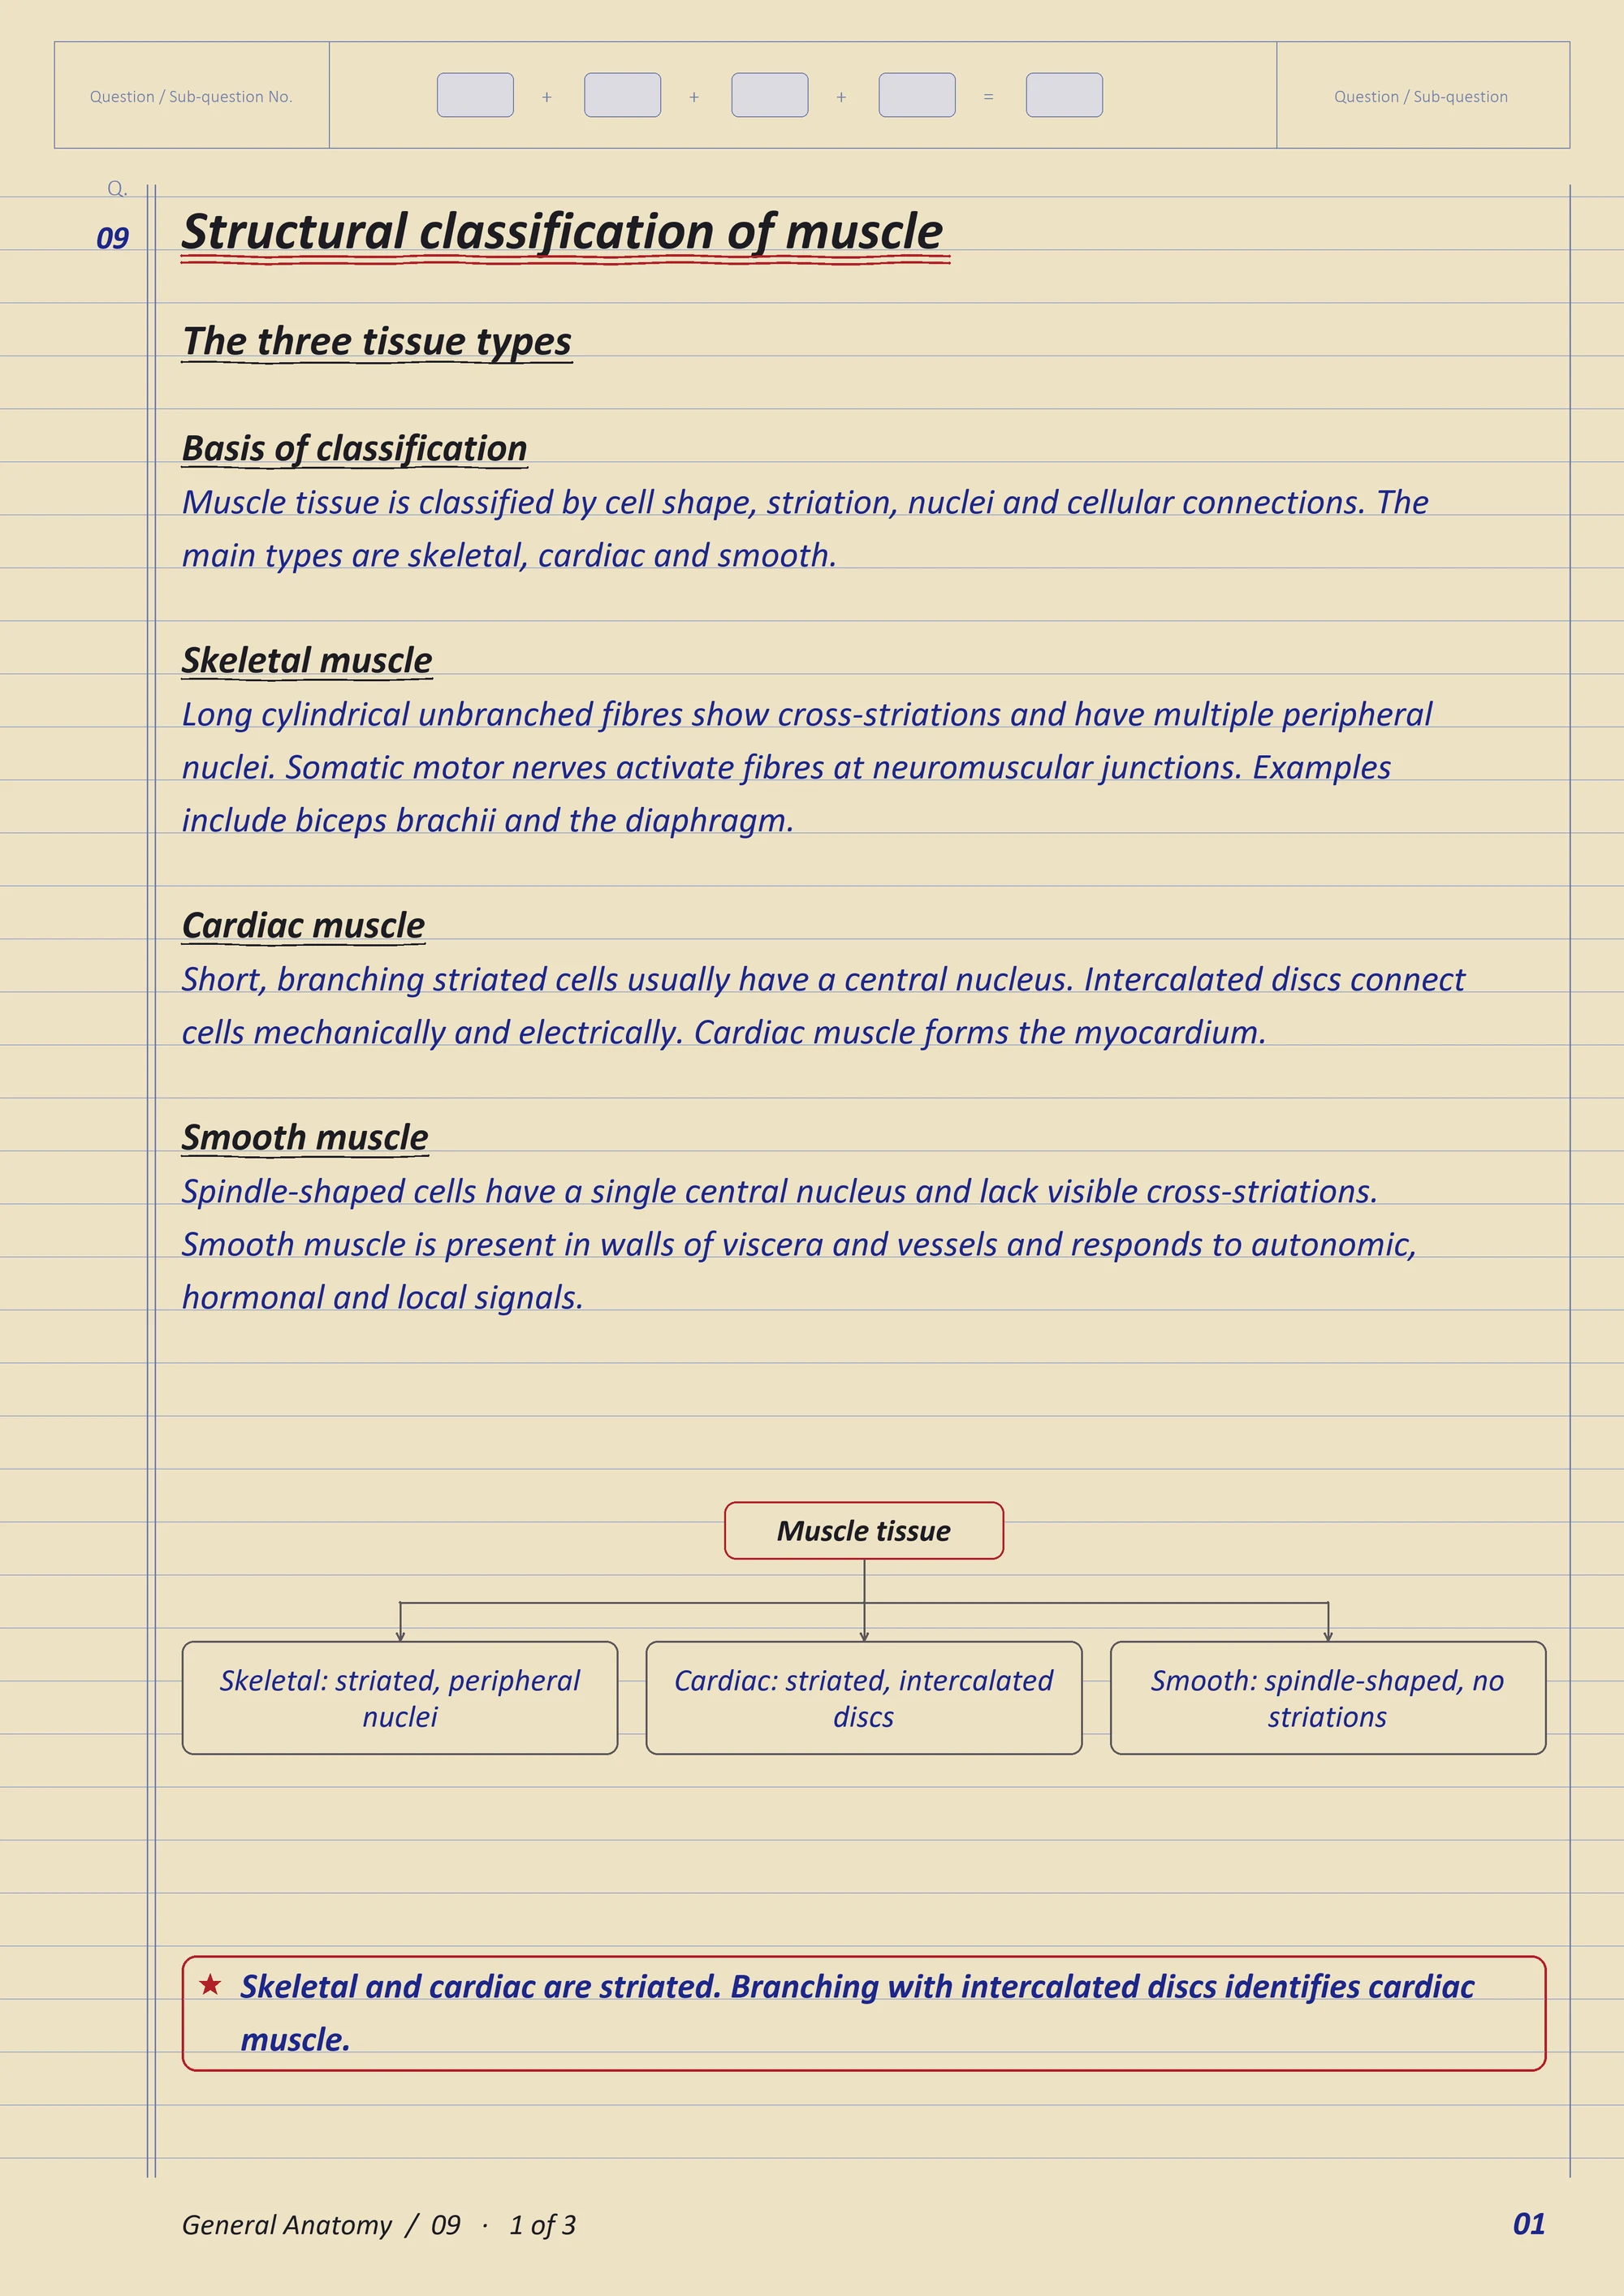 Question / Sub-question No.
+ + + =
Question / Sub-question
Q.
09
Structural classification of muscle
The three tissue types
Basis of classification
Muscle tissue is classified by cell shape, striation, nuclei and cellular connections. The
main types are skeletal, cardiac and smooth.
Skeletal muscle
Long cylindrical unbranched fibres show cross-striations and have multiple peripheral
nuclei. Somatic motor nerves activate fibres at neuromuscular junctions. Examples
include biceps brachii and the diaphragm.
Cardiac muscle
Short, branching striated cells usually have a central nucleus. Intercalated discs connect
cells mechanically and electrically. Cardiac muscle forms the myocardium.
Smooth muscle
Spindle-shaped cells have a single central nucleus and lack visible cross-striations.
Smooth muscle is present in walls of viscera and vessels and responds to autonomic,
hormonal and local signals.
Muscle tissue
Skeletal: striated, peripheral
nuclei
Cardiac: striated, intercalated
discs
Smooth: spindle-shaped, no
striations
★ Skeletal and cardiac are striated. Branching with intercalated discs identifies cardiac
muscle.
General Anatomy / 09 · 1 of 3
01